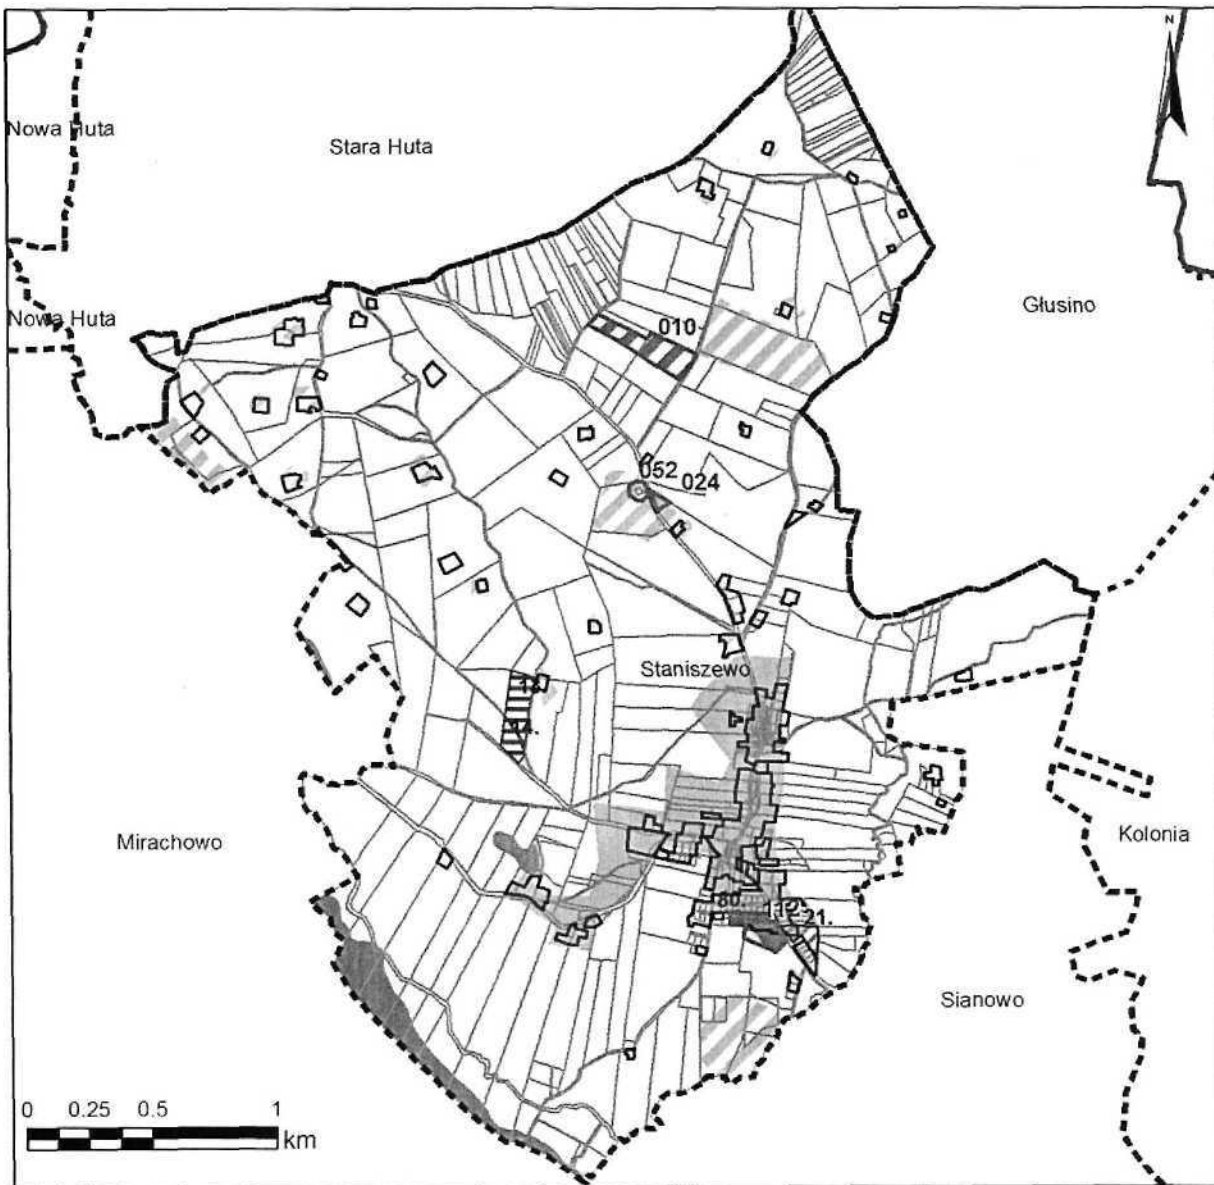 N
Nowa Huta
Stara Huta
Głusino
Nowa Huta
010
052 024
Staniszewo
Mirachowo
Kolonia
80. 112. 21.
Sianowo
0 0.25 0.5 1
km